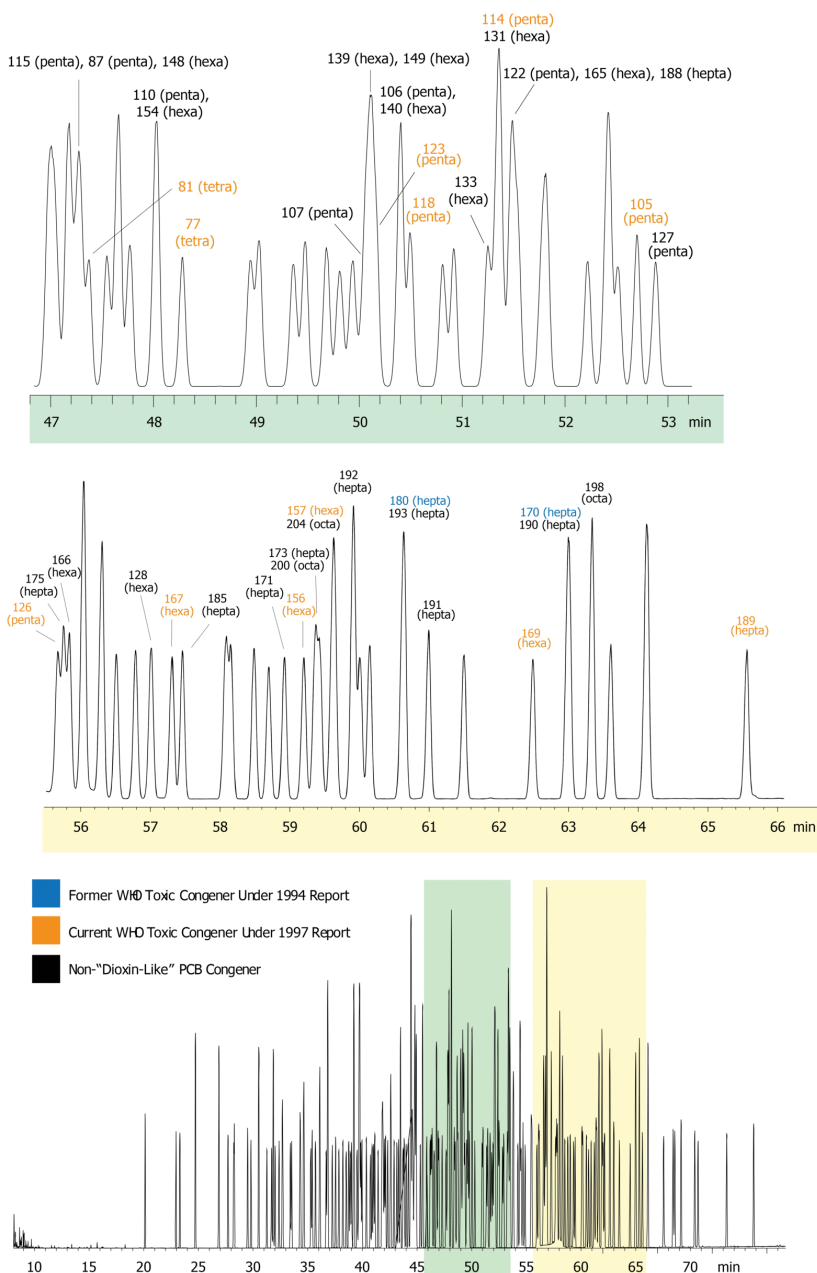 114 (penta)
131 (hexa)
115 (penta), 87 (penta), 148 (hexa)
139 (hexa), 149 (hexa)
122 (penta), 165 (hexa), 188 (hepta)
110 (penta),
154 (hexa)
106 (penta),
140 (hexa)
123
(penta)
81 (tetra)
133
(hexa)
77
(tetra)
107 (penta)
118
(penta)
105
(penta)
127
(penta)
47 48 49 50 51 52 53 min
192
(hepta)
180 (hepta)
193 (hepta)
198
(octa)
157 (hexa)
204 (octa)
170 (hepta)
190 (hepta)
166
(hexa)
175
(hepta)
126
(penta)
128
(hexa)
167
(hexa)
185
(hepta)
171
(hepta)
173 (hepta)
200 (octa)
156
(hexa)
191
(hepta)
169
(hexa)
189
(hepta)
56 57 58 59 60 61 62 63 64 65 66 min
Former WHO Toxic Congener Under 1994 Report
Current WHO Toxic Congener Under 1997 Report
Non-“Dioxin-Like” PCB Congener
10 15 20 25 30 35 40 45 50 55 60 65 70 min